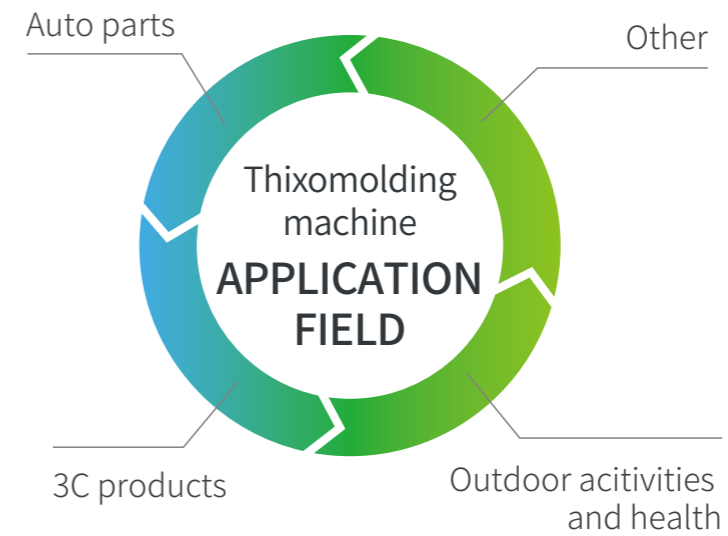 Auto parts
Other
Thixomolding
machine
APPLICATION
FIELD
3C products
Outdoor acitivities
and health